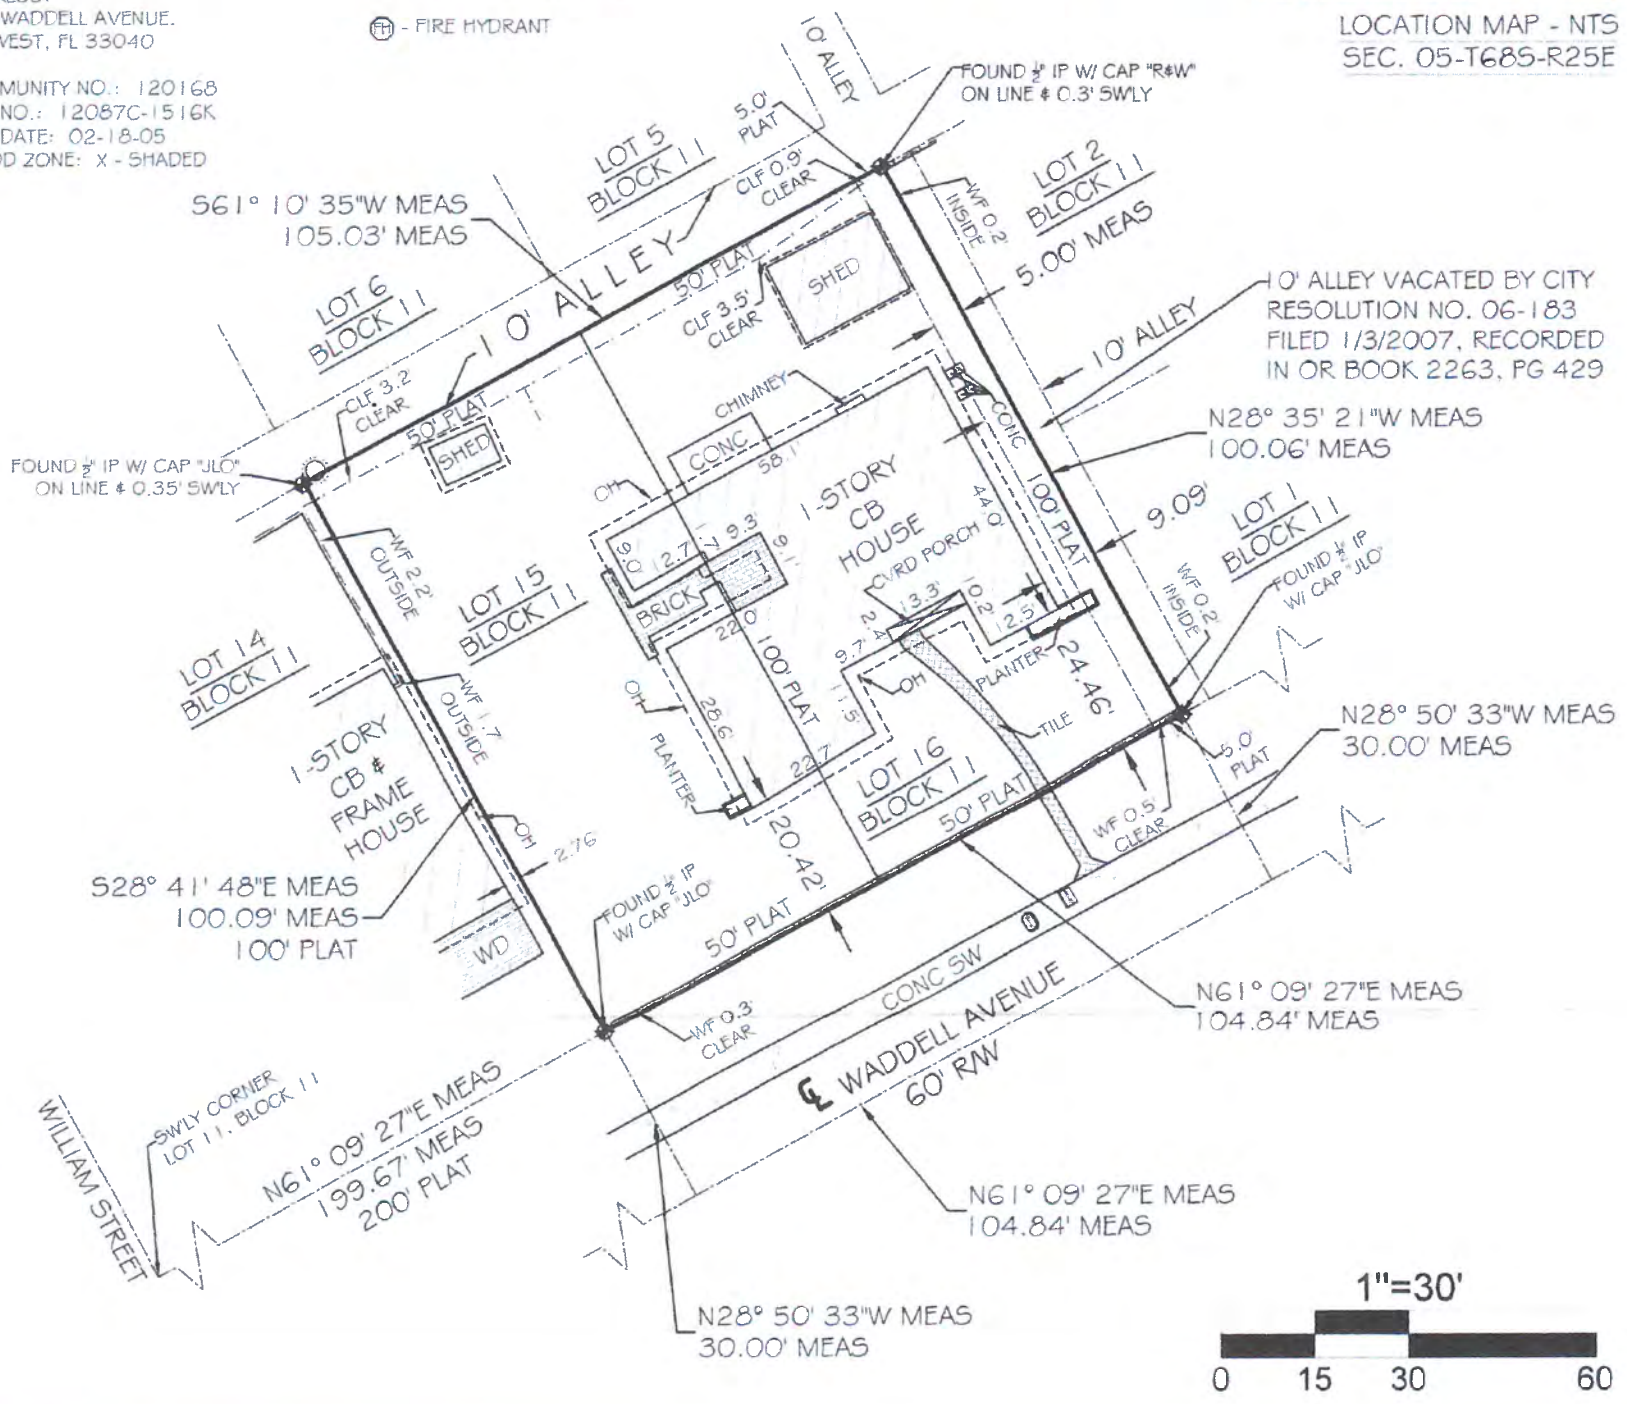 WADDELL AVENUE.
WEST, FL 33040
MUNITY NO.: 120168
NO.: 12087C-1516K
DATE: 02-18-05
OD ZONE: X - SHADED
FH - FIRE HYDRANT
LOCATION MAP - NTS
SEC. 05-T68S-R25E
10' ALLEY
FOUND ½" IP W/ CAP "R&W"
ON LINE & 0.3' SW'LY
5.0'
PLAT
LOT 5
BLOCK 11
CLF 0.9'
CLEAR
LOT 2
BLOCK 11
WF 0.2'
INSIDE
5.00' MEAS
S61° 10' 35"W MEAS
105.03' MEAS
10' ALLEY
50' PLAT
SHED
CLF 3.5'
CLEAR
10' ALLEY
10' ALLEY VACATED BY CITY
RESOLUTION NO. 06-183
FILED 1/3/2007, RECORDED
IN OR BOOK 2263, PG 429
LOT 6
BLOCK 11
CLF 3.2'
CLEAR
50' PLAT
SHED
CHIMNEY
CONC
58.1'
CONC
N28° 35' 21"W MEAS
100.06' MEAS
FOUND ½" IP W/ CAP "JLO"
ON LINE & 0.35' SW'LY
OH
1-STORY
CB
HOUSE
44.0'
100' PLAT
9.09'
LOT 1
BLOCK 11
FOUND ½" IP
W/ CAP "JLO"
WF 0.2'
INSIDE
WF 2.2'
OUTSIDE
9.0'
12.7'
1.7'
9.3'
9.1'
BRICK
22.0'
CVRD PORCH
13.3'
2.4'
10.2'
12.5'
9.7'
LOT 15
BLOCK 11
LOT 14
BLOCK 11
WF 1.7'
OUTSIDE
OH
28.6'
100' PLAT
11.5'
OH
PLANTER
24.46'
TILE
PLANTER
22.7'
LOT 16
BLOCK 11
50' PLAT
5.0'
PLAT
N28° 50' 33"W MEAS
30.00' MEAS
1-STORY
CB &
FRAME
HOUSE
OH
2.76'
20.42'
WF 0.5'
CLEAR
S28° 41' 48"E MEAS
100.09' MEAS
100' PLAT
WD
FOUND ½" IP
W/ CAP "JLO"
50' PLAT
CONC SW
N61° 09' 27"E MEAS
104.84' MEAS
WF 0.3'
CLEAR
CL WADDELL AVENUE
60' R/W
SW'LY CORNER
LOT 11, BLOCK 11
WILLIAM STREET
N61° 09' 27"E MEAS
199.67' MEAS
200' PLAT
N61° 09' 27"E MEAS
104.84' MEAS
N28° 50' 33"W MEAS
30.00' MEAS
1"=30'
0 15 30 60